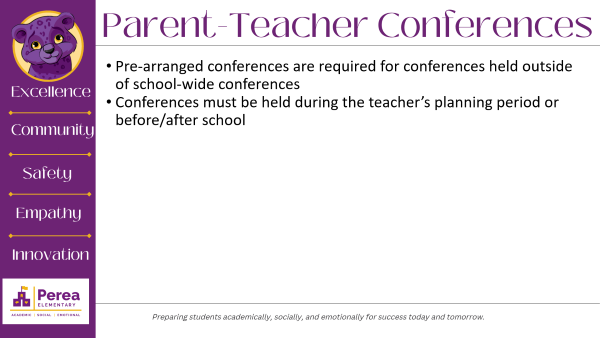 Parent-Teacher Conferences
Excellence
Community
Safety
Empathy
Innovation
Perea
ELEMENTARY
ACADEMIC • SOCIAL • EMOTIONAL
• Pre-arranged conferences are required for conferences held outside
of school-wide conferences
• Conferences must be held during the teacher’s planning period or
before/after school
Preparing students academically, socially, and emotionally for success today and tomorrow.